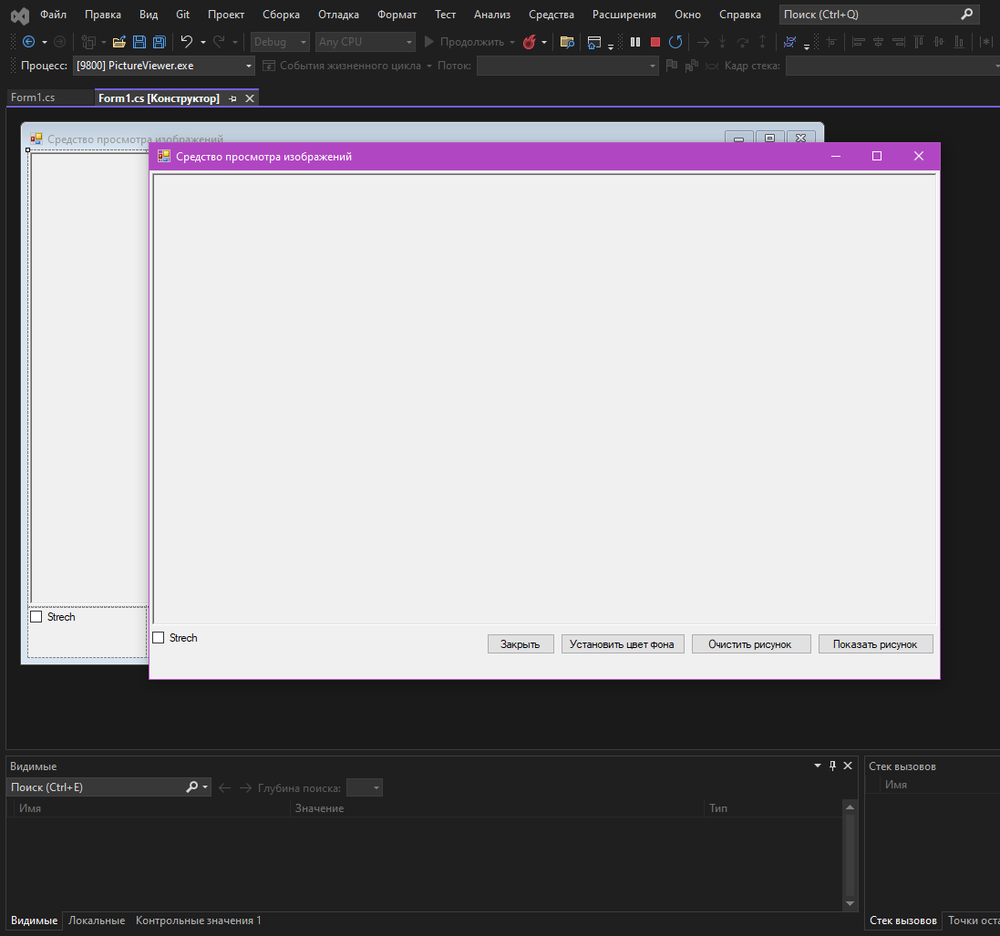 Файл Правка Вид Git Проект Сборка Отладка Формат Тест Анализ Средства Расширения Окно Справка Поиск (Ctrl+Q)
Debug Any CPU Продолжить
Процесс: [9800] PictureViewer.exe События жизненного цикла Поток: Кадр стека:
Form1.cs Form1.cs [Конструктор]
Средство просмотра изображений
Средство просмотра изображений
Strech
Strech
Закрыть Установить цвет фона Очистить рисунок Показать рисунок
Видимые Стек вызовов
Поиск (Ctrl+E) Глубина поиска: Имя
Имя Значение Тип
Видимые Локальные Контрольные значения 1 Стек вызовов Точки оста